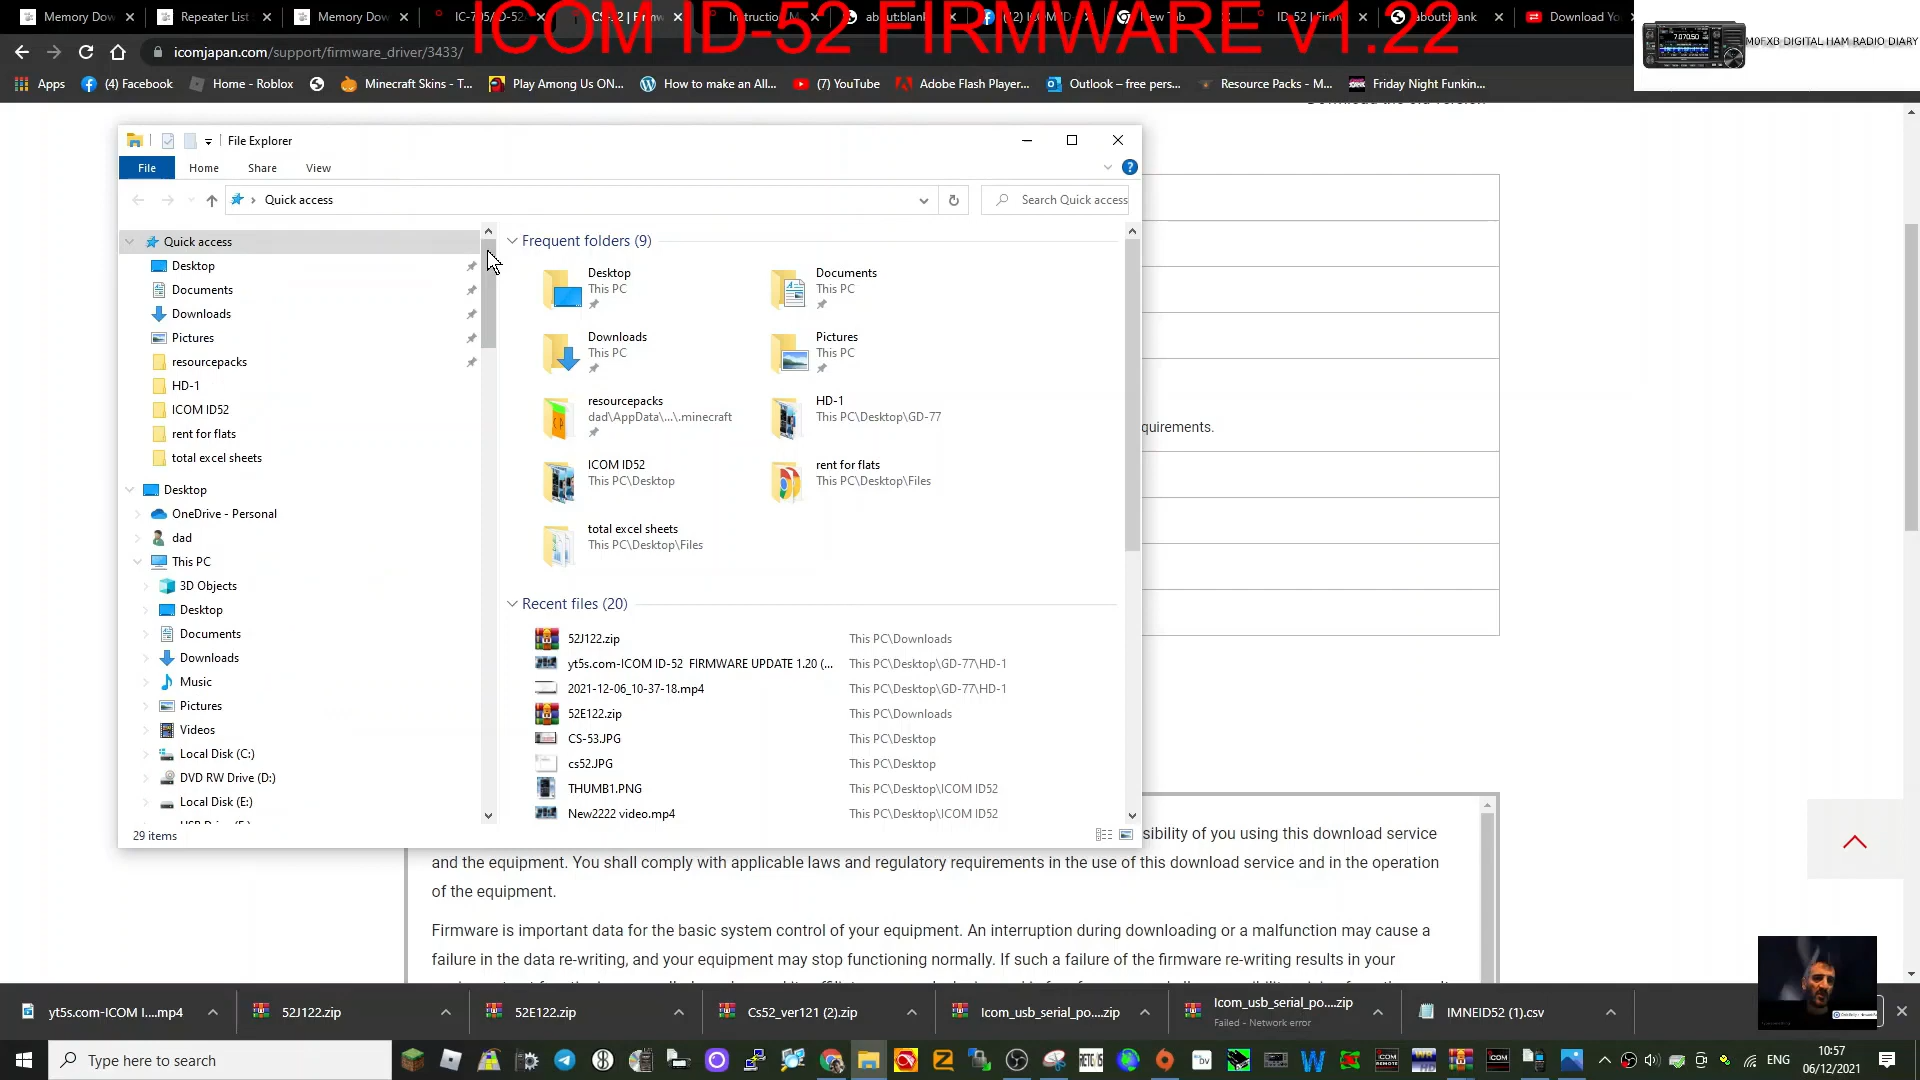 Memory Dow
Repeater List
Memory Dow
IC-705/ID-52
Instruction M
about:blank
New Tab
ID-52 | Firmw
about:blank
Download Yo
ICOM ID-52 FIRMWARE v1.22
M0FXB DIGITAL HAM RADIO DIARY
icomjapan.com/support/firmware_driver/3433/
Apps
(4) Facebook
Home - Roblox
Minecraft Skins - T...
Play Among Us ON...
How to make an All...
(7) YouTube
Adobe Flash Player...
Outlook – free pers...
Resource Packs - M...
Friday Night Funkin...
File Explorer
File
Home
Share
View
Quick access
Search Quick access
Quick access
Desktop
Documents
Downloads
Pictures
resourcepacks
HD-1
ICOM ID52
rent for flats
total excel sheets
Desktop
OneDrive - Personal
dad
This PC
3D Objects
Desktop
Documents
Downloads
Music
Pictures
Videos
Local Disk (C:)
DVD RW Drive (D:)
Local Disk (E:)
29 items
Frequent folders (9)
Desktop
This PC
Documents
This PC
Downloads
This PC
Pictures
This PC
resourcepacks
dad\AppData\...\.minecraft
HD-1
This PC\Desktop\GD-77
ICOM ID52
This PC\Desktop
rent for flats
This PC\Desktop\Files
total excel sheets
This PC\Desktop\Files
Recent files (20)
52J122.zip This PC\Downloads
yt5s.com-ICOM ID-52 FIRMWARE UPDATE 1.20 (... This PC\Desktop\GD-77\HD-1
2021-12-06_10-37-18.mp4 This PC\Desktop\GD-77\HD-1
52E122.zip This PC\Downloads
CS-53.JPG This PC\Desktop
cs52.JPG This PC\Desktop
THUMB1.PNG This PC\Desktop\ICOM ID52
New2222 video.mp4 This PC\Desktop\ICOM ID52
quirements.
sibility of you using this download service
and the equipment. You shall comply with applicable laws and regulatory requirements in the use of this download service and in the operation
of the equipment.
Firmware is important data for the basic system control of your equipment. An interruption during downloading or a malfunction may cause a
failure in the data re-writing, and your equipment may stop functioning normally. If such a failure of the firmware re-writing results in your
yt5s.com-ICOM I....mp4
52J122.zip
52E122.zip
Cs52_ver121 (2).zip
Icom_usb_serial_po....zip
Icom_usb_serial_po....zip
Failed - Network error
IMNEID52 (1).csv
Type here to search
ENG
10:57
06/12/2021